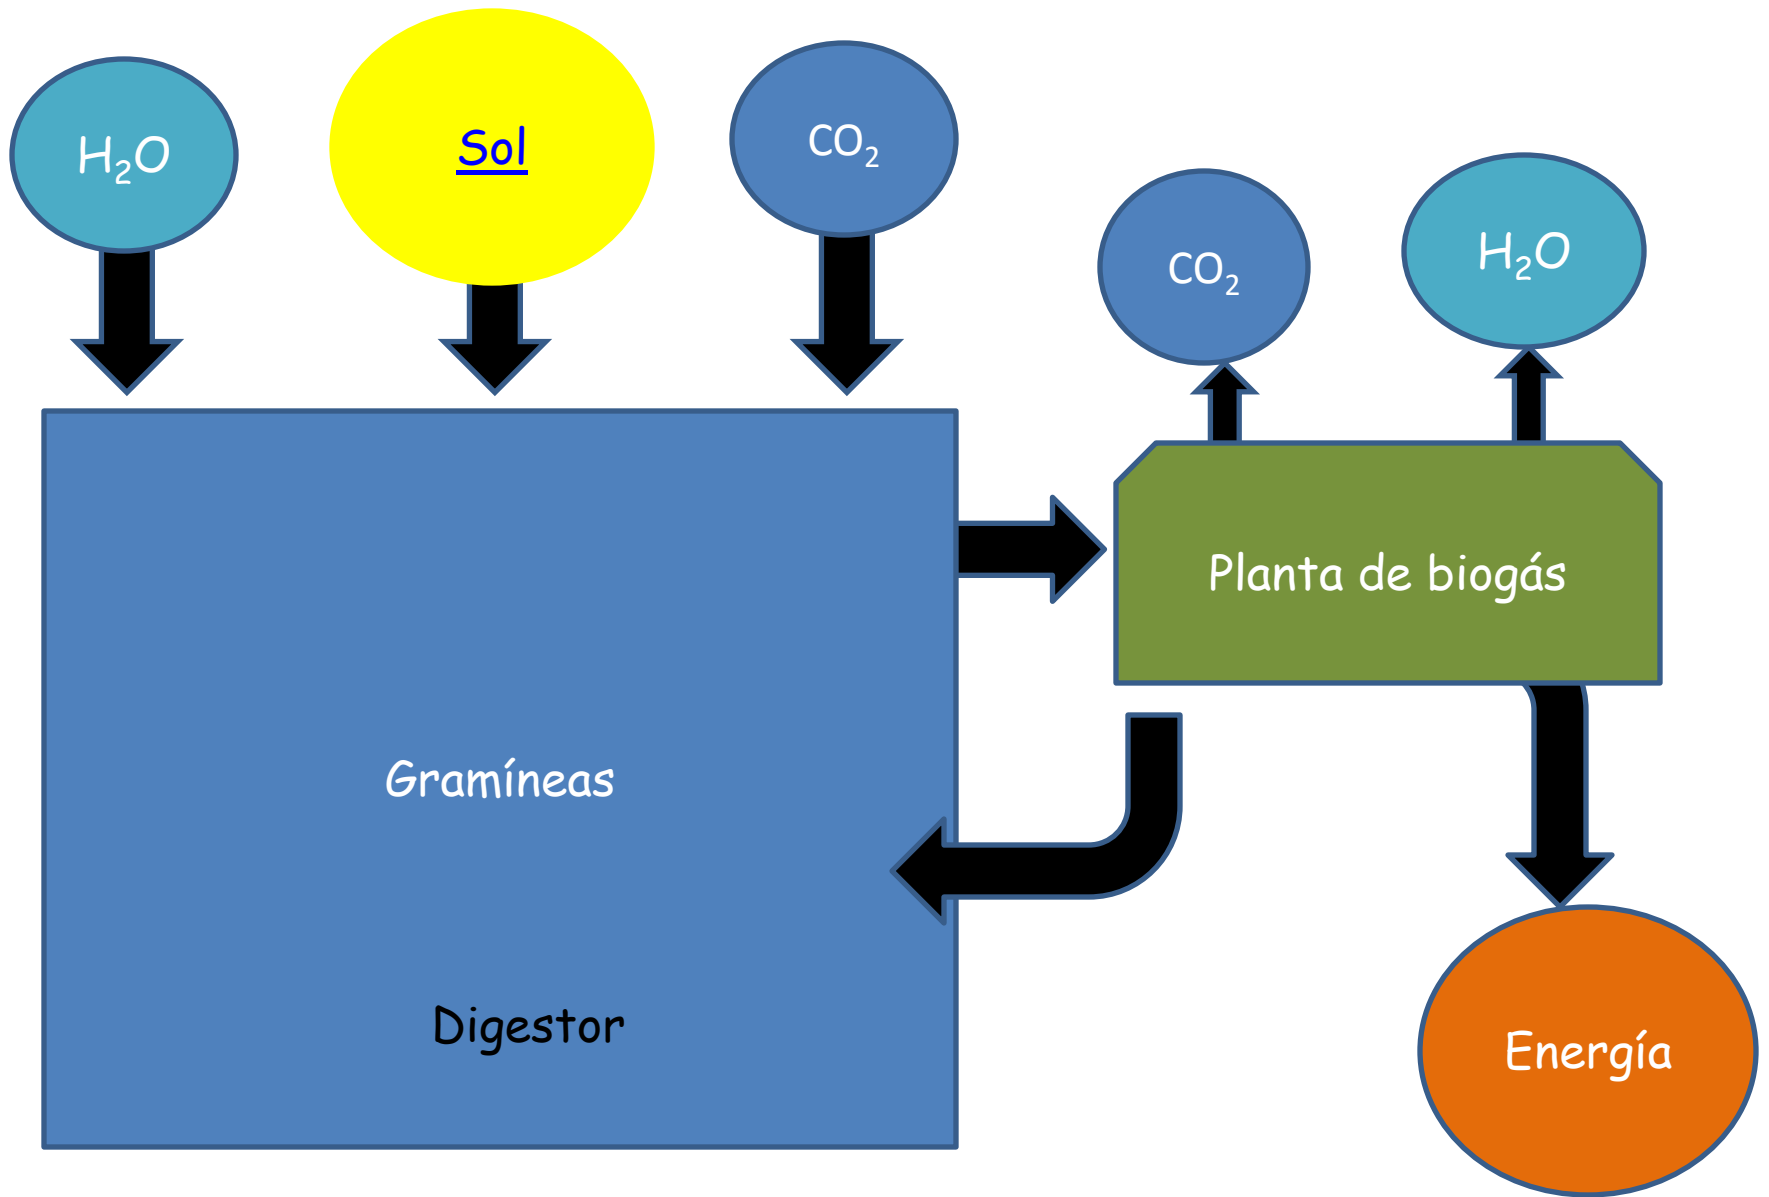 H₂O
Sol
CO₂
CO₂
H₂O
Planta de biogás
Gramíneas
Digestor
Energía